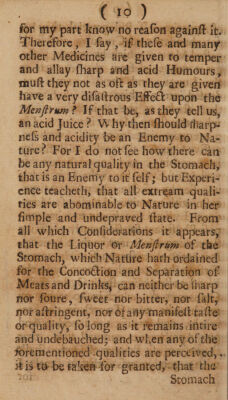 ( 10 )
for my part know no reason against it.
Therefore, I say, if these and many
other Medicines are given to temper
and allay sharp and acid Humours,
must they not as oft as they are given
have a very disastrous Effect upon the
Menstrum? If that be, as they tell us,
an acid Juice? Why then should sharp-
ness and acidity be an Enemy to Na-
ture? For I do not see how there can
be any natural quality in the Stomach,
that is an Enemy to it self; but Experi-
ence teacheth, that all extream quali-
ties are abominable to Nature in her
simple and undepraved state. From
all which Considerations it appears,
that the Liquor or Menstrum of the
Stomach, which Nature hath ordained
for the Concoction and Separation of
Meats and Drinks, can neither be sharp
nor soure, sweet nor bitter, nor salt,
nor astringent, nor of any manifest taste
or quality, so long as it remains intire
and undebauched; and when any of the
forementioned qualities are perceived,
it is to be taken for granted, that the
Stomach